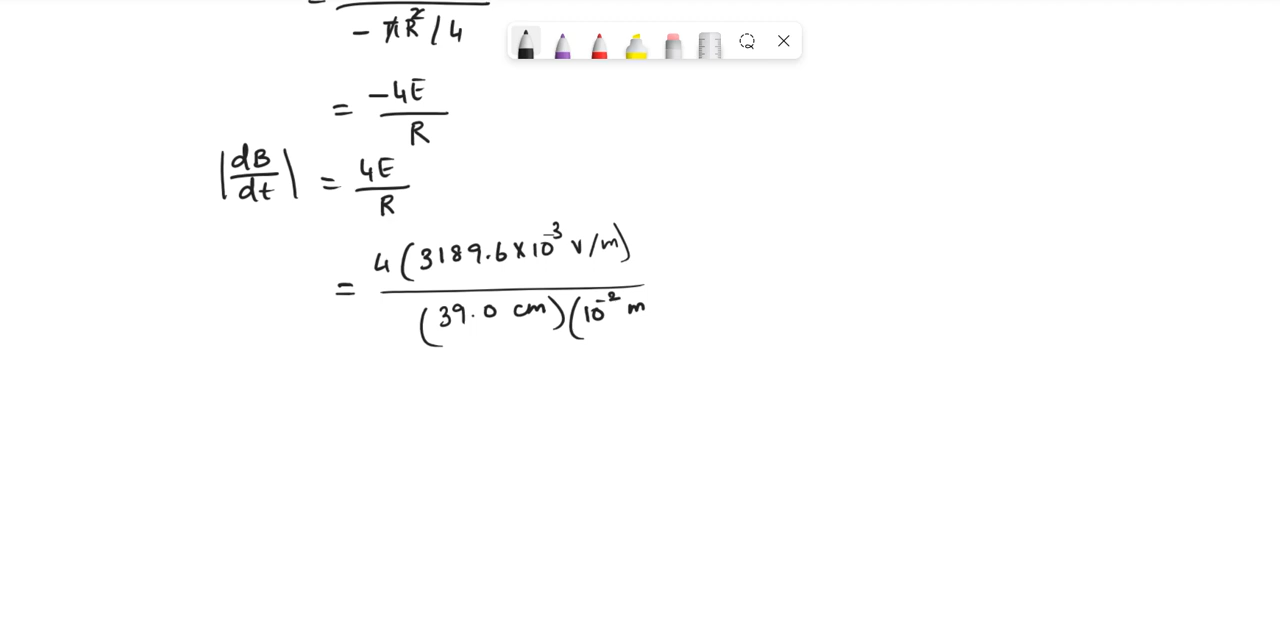 =
- πR² / 4
= -4E / R
|dB/dt| = 4E / R
= 4 (3189.6 × 10⁻³ v/m) / (39.0 cm) (10⁻² m